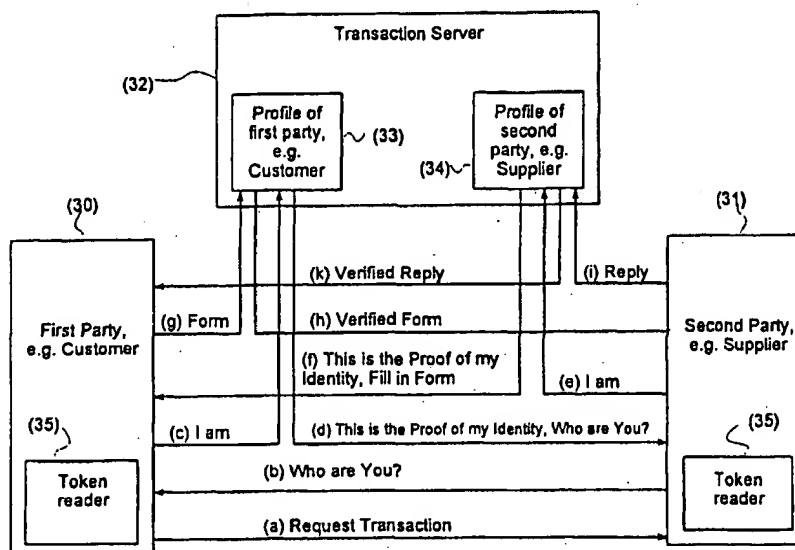 Transaction Server
(32)
Profile of
first party,
e.g.
Customer
(33)
Profile of
second
party, e.g.
Supplier
(34)
(30)
(31)
(k) Verified Reply
(i) Reply
First Party,
e.g. Customer
(g) Form
(h) Verified Form
Second Party,
e.g. Supplier
(f) This is the Proof of my
Identity, Fill in Form
(e) I am
(35)
(c) I am
(d) This is the Proof of my Identity, Who are You?
(35)
Token
reader
(b) Who are You?
Token
reader
(a) Request Transaction